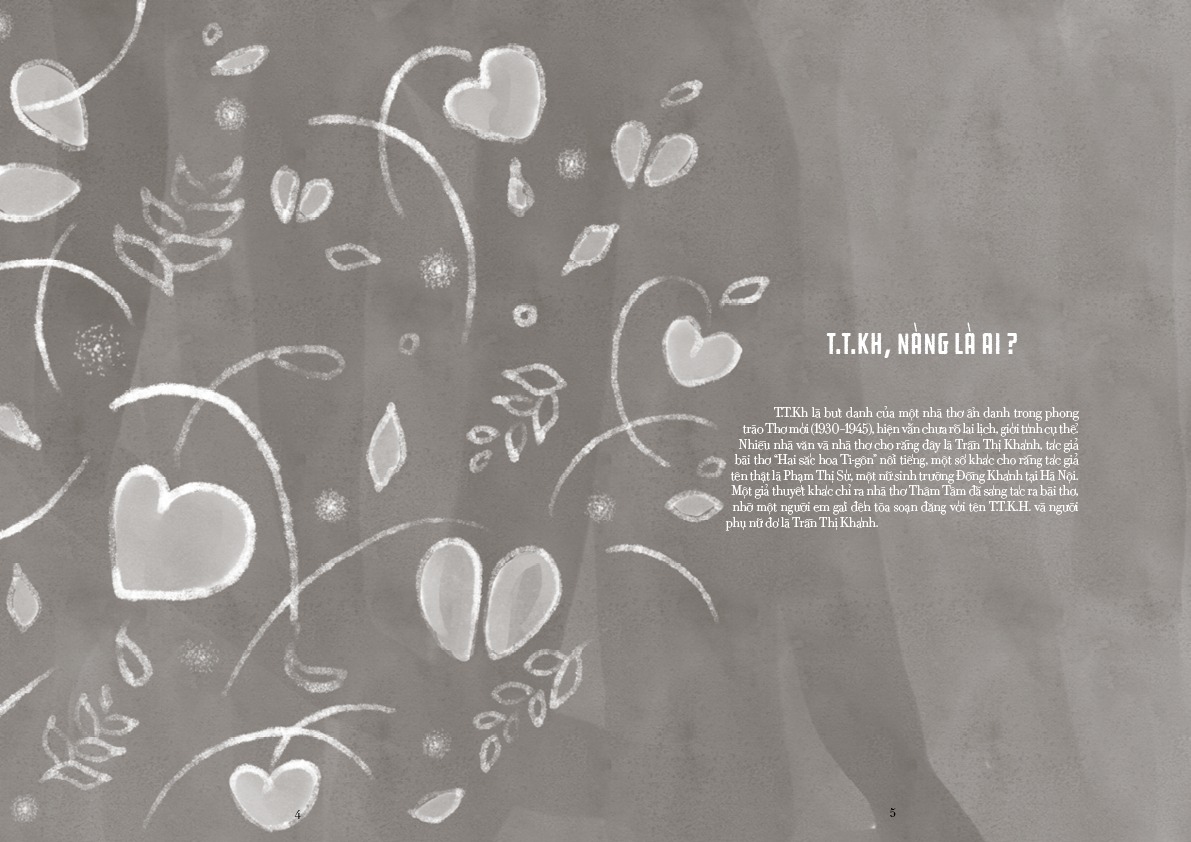 T.T.KH, NÀNG LÀ AI ?
T.T.Kh là bút danh của một nhà thơ ẩn danh trong phong
trào Thơ mới (1930-1945), hiện vẫn chưa rõ lai lịch, giới tính cụ thể.
Nhiều nhà văn và nhà thơ cho rằng đây là Trần Thị Khánh, tác giả
bài thơ “Hai sắc hoa Ti-gôn” nổi tiếng, một số khác cho rằng tác giả
tên thật là Phạm Thị Sử, một nữ sinh trường Đồng Khánh tại Hà Nội.
Một giả thuyết khác chỉ ra nhà thơ Thâm Tâm đã sáng tác ra bài thơ,
nhờ một người em gái đến tòa soạn đăng với tên T.T.K.H. và người
phụ nữ đó là Trần Thị Khánh.
4
5